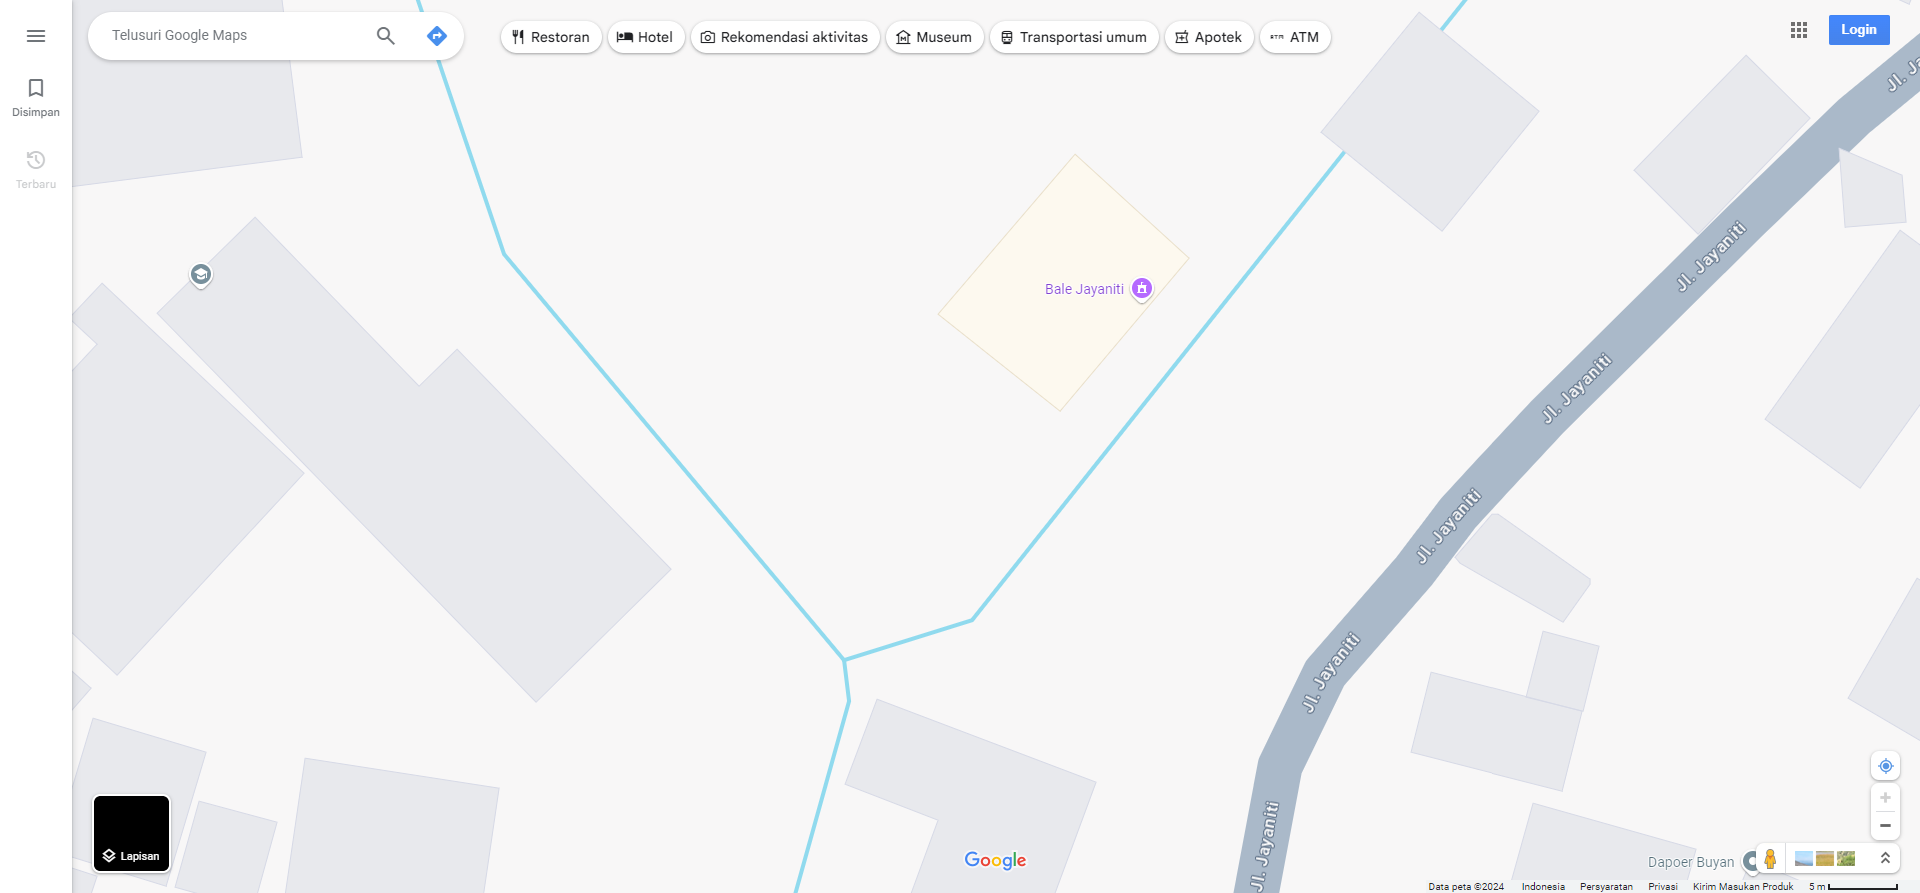 Telusuri Google Maps
Restoran
Hotel
Rekomendasi aktivitas
Museum
Transportasi umum
Apotek
ATM
Login
Disimpan
Terbaru
Jl. Ja
Jl. Jayaniti
Bale Jayaniti
Jl. Jayaniti
Jl. Jayaniti
Jl. Jayaniti
Jl. Jayaniti
Lapisan
Google
Dapoer Buyan
Data peta ©2024
Indonesia
Persyaratan
Privasi
Kirim Masukan Produk
5 m